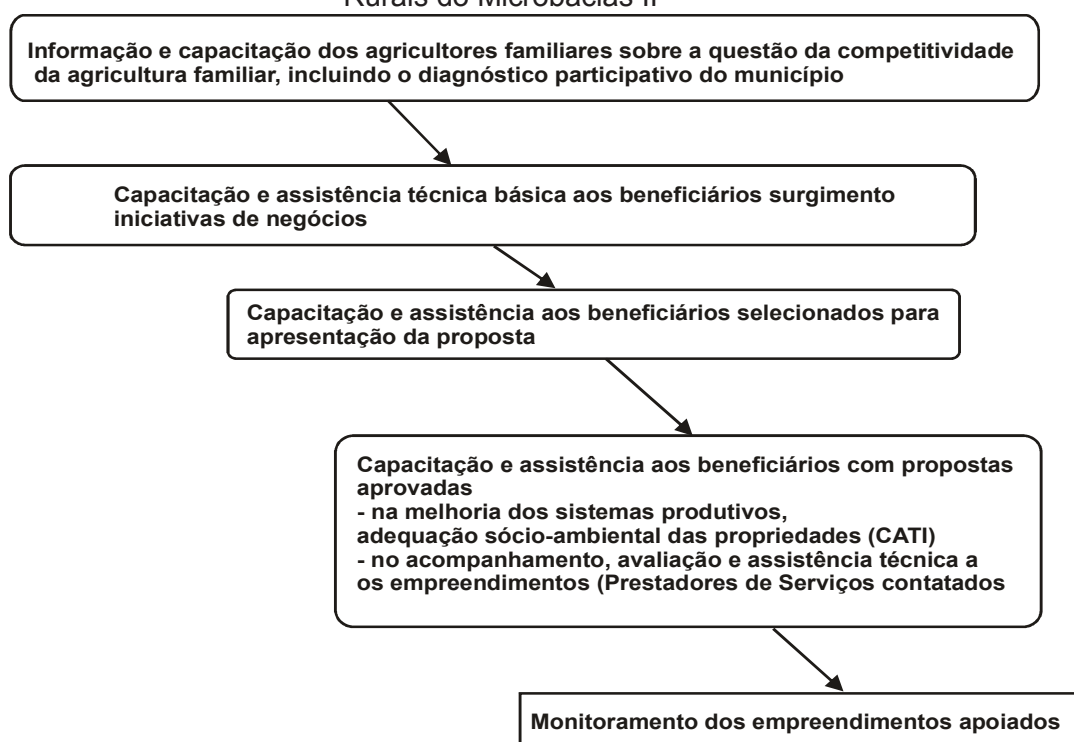 Rurais do Microbacias II
Informação e capacitação dos agricultores familiares sobre a questão da competitividade
da agricultura familiar, incluindo o diagnóstico participativo do município
Capacitação e assistência técnica básica aos beneficiários surgimento
iniciativas de negócios
Capacitação e assistência aos beneficiários selecionados para
apresentação da proposta
Capacitação e assistência aos beneficiários com propostas
aprovadas
- na melhoria dos sistemas produtivos,
adequação sócio-ambiental das propriedades (CATI)
- no acompanhamento, avaliação e assistência técnica a
os empreendimentos (Prestadores de Serviços contatados
Monitoramento dos empreendimentos apoiados